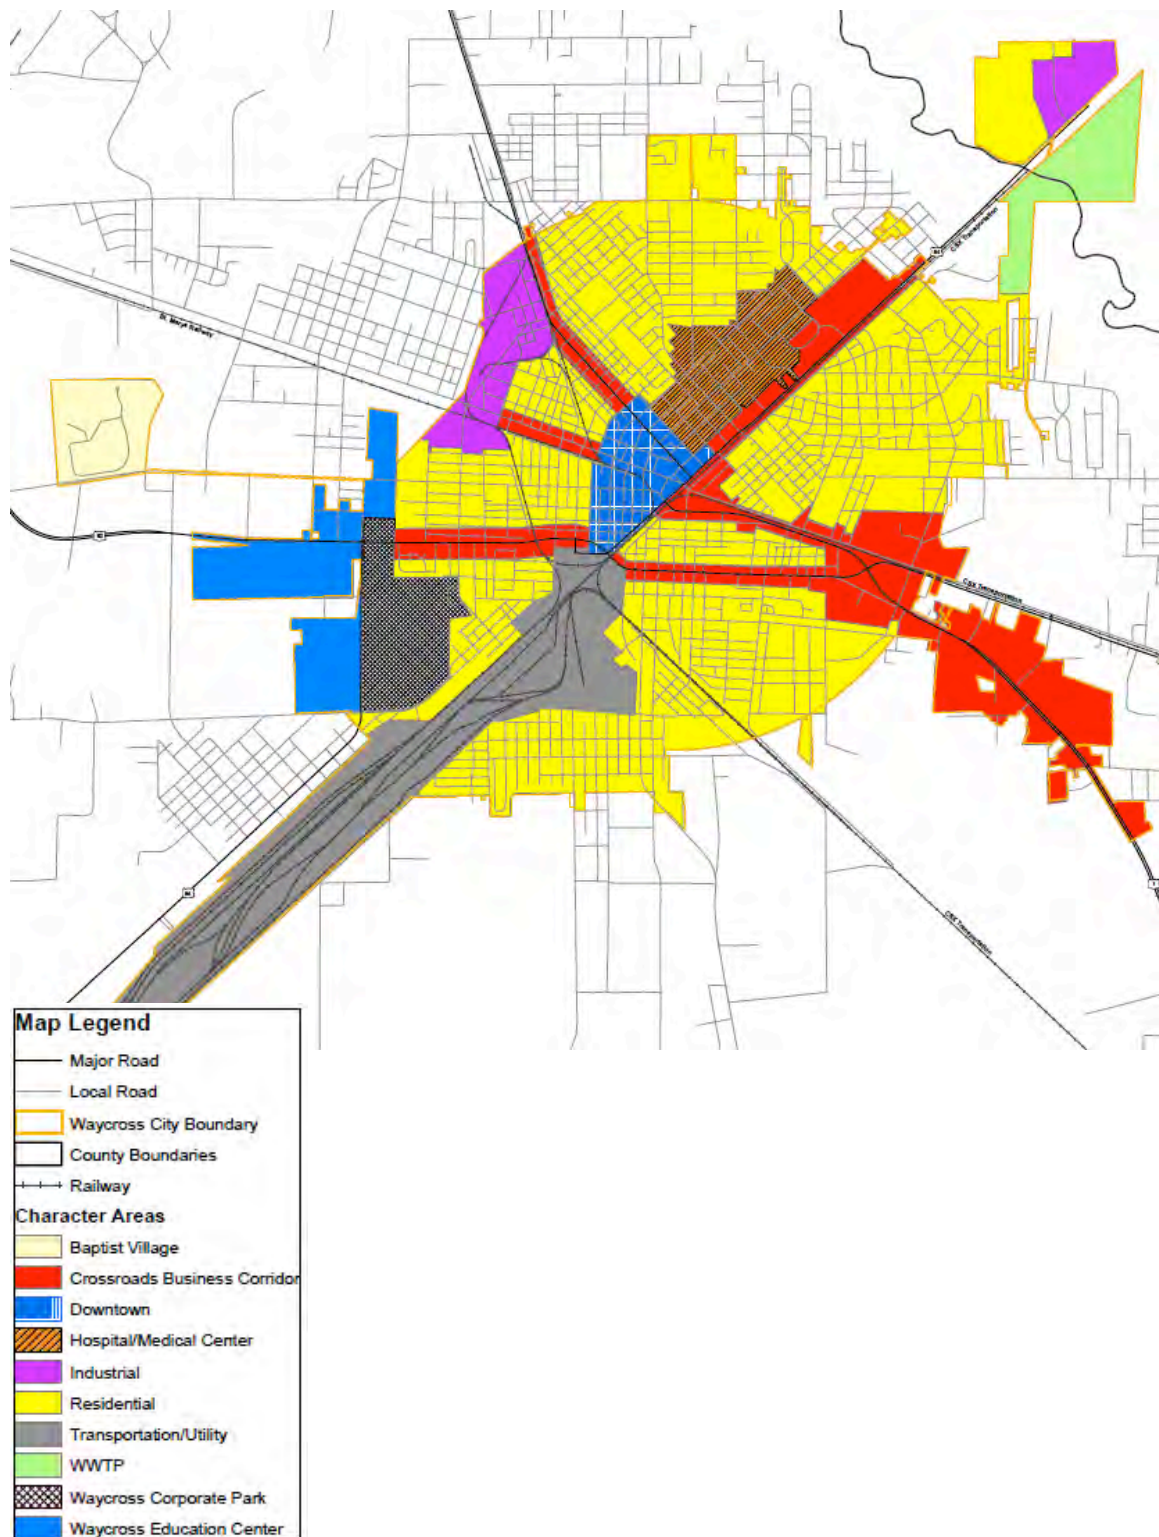 CSX Transportation
St. Marys Railway
CSX Transportation
CSX Transportation
Map Legend
Major Road
Local Road
Waycross City Boundary
County Boundaries
Railway
Character Areas
Baptist Village
Crossroads Business Corridor
Downtown
Hospital/Medical Center
Industrial
Residential
Transportation/Utility
WWTP
Waycross Corporate Park
Waycross Education Center